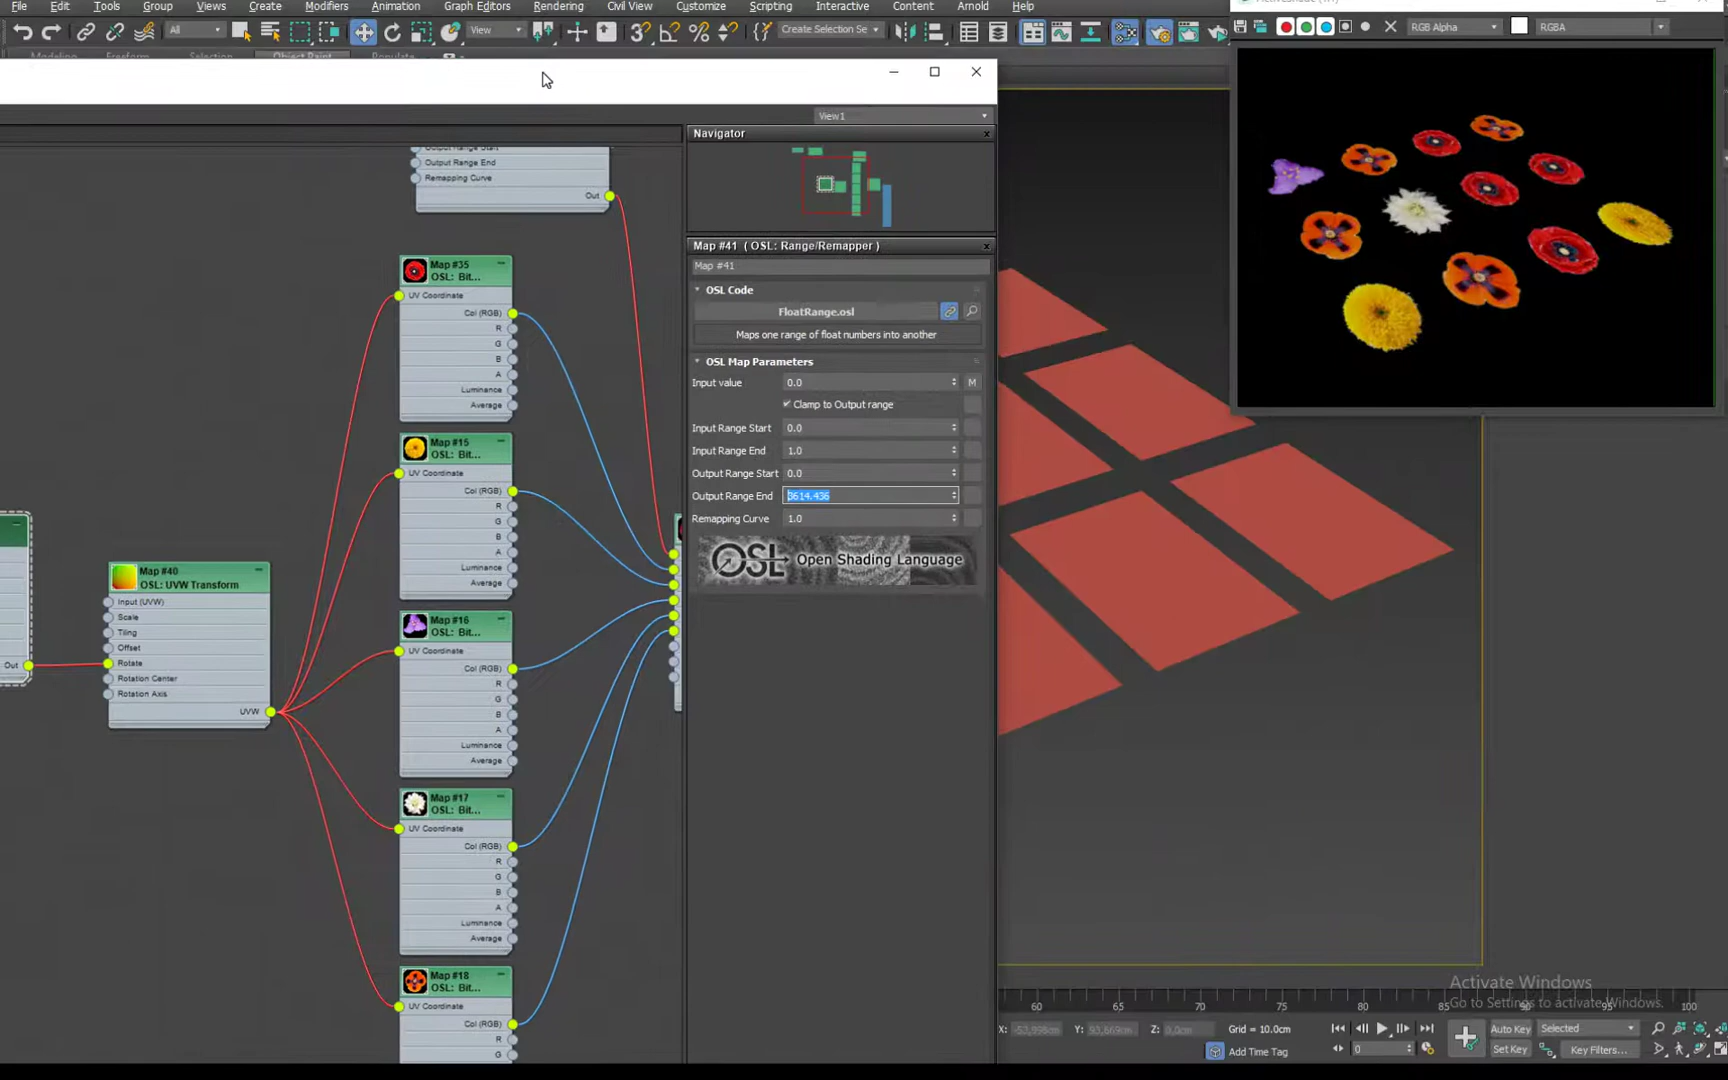 File Edit Tools Group Views Create Modifiers Animation Graph Editors Rendering Civil View Customize Scripting Interactive Content Arnold Help
All View Create Selection Se
RGB Alpha RGBA
Modeling Freeform Selection Object Paint Populate
View1
Navigator
Output Range End
Remapping Curve
Out
Map #35
OSL: Bit...
UV Coordinate
Col (RGB)
R
G
B
A
Luminance
Average
Map #15
OSL: Bit...
UV Coordinate
Col (RGB)
R
G
B
A
Luminance
Average
Map #16
OSL: Bit...
UV Coordinate
Col (RGB)
R
G
B
A
Luminance
Average
Map #17
OSL: Bit...
UV Coordinate
Col (RGB)
R
G
B
A
Luminance
Average
Map #18
OSL: Bit...
UV Coordinate
Col (RGB)
R
G
Out
Map #40
OSL: UVW Transform
Input (UVW)
Scale
Tiling
Offset
Rotate
Rotation Center
Rotation Axis
UVW
Map #41 ( OSL: Range/Remapper )
Map #41
OSL Code
FloatRange.osl
Maps one range of float numbers into another
OSL Map Parameters
Input value 0.0 M
Clamp to Output range
Input Range Start 0.0
Input Range End 1.0
Output Range Start 0.0
Output Range End 3614.436
Remapping Curve 1.0
OSL Open Shading Language
Activate Windows
Go to Settings to activate Windows.
60 65 70 75 80 85 90 95 100
X: -53,998cm Y: 93,669cm Z: 0,0cm Grid = 10.0cm
Add Time Tag
0
Auto Key Selected
Set Key Key Filters...